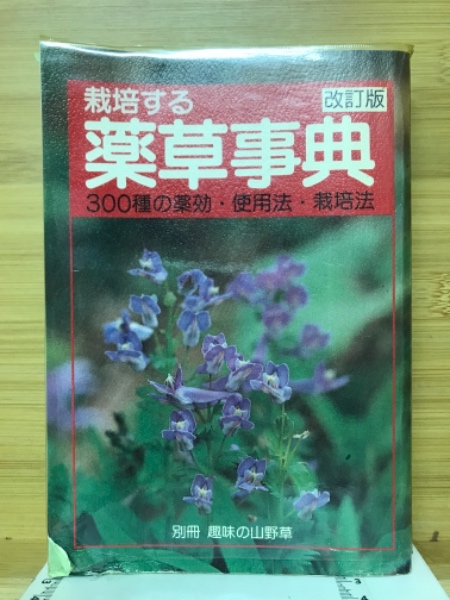 栽培する
改訂版
薬草事典
300種の薬効・使用法・栽培法
別冊 趣味の山野草